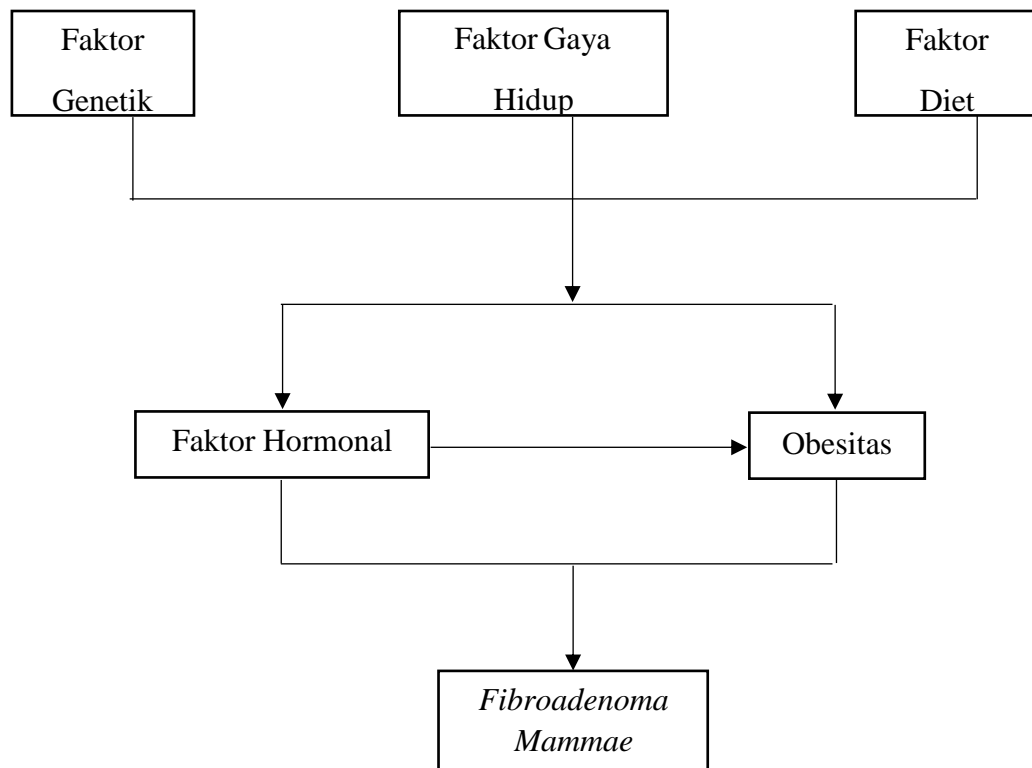 Faktor
Genetik
Faktor Gaya
Hidup
Faktor
Diet
Faktor Hormonal
Obesitas
Fibroadenoma
Mammae